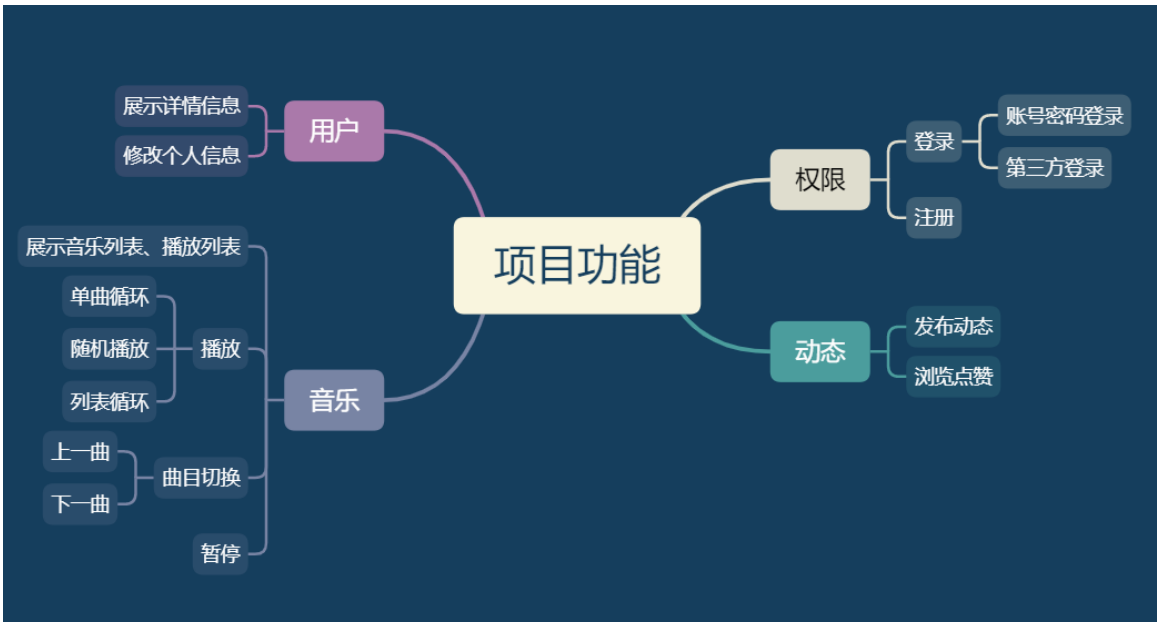 项目功能
用户
展示详情信息
修改个人信息
音乐
展示音乐列表、播放列表
播放
单曲循环
随机播放
列表循环
曲目切换
上一曲
下一曲
暂停
权限
登录
账号密码登录
第三方登录
注册
动态
发布动态
浏览点赞